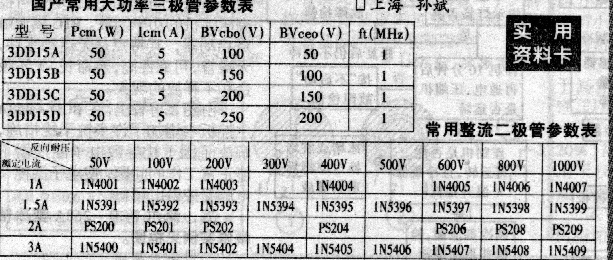 国产常用大功率三极管参数表
□上海 孙斌
型号 Pcm(W) Icm(A) BVcbo(V) BVceo(V) ft(MHz)
3DD15A 50 5 100 50 1
3DD15B 50 5 150 100 1
3DD15C 50 5 200 150 1
3DD15D 50 5 250 200 1
实用
资料卡
常用整流二极管参数表
反向耐压
额定电流 50V 100V 200V 300V 400V 500V 600V 800V 1000V
1A 1N4001 1N4002 1N4003 1N4004 1N4005 1N4006 1N4007
1.5A 1N5391 1N5392 1N5393 1N5394 1N5395 1N5396 1N5397 1N5398 1N5399
2A PS200 PS201 PS202 PS204 PS206 PS208 PS209
3A 1N5400 1N5401 1N5402 1N5404 1N5405 1N5406 1N5407 1N5408 1N5409